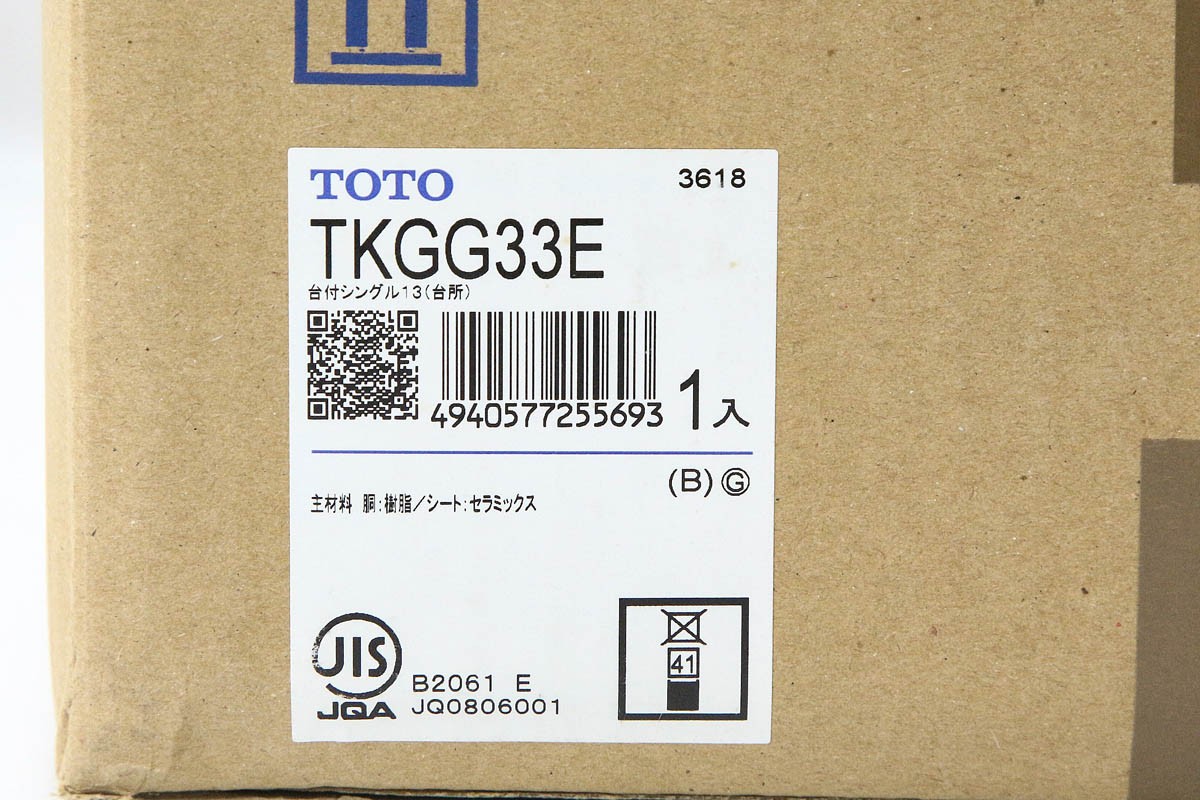 TOTO 3618
TKGG33E
台付シングル13(台所)
4940577255693 1入
(B) Ⓖ
主材料 胴:樹脂/シート:セラミックス
JIS B2061 E
JQA JQ0806001
41